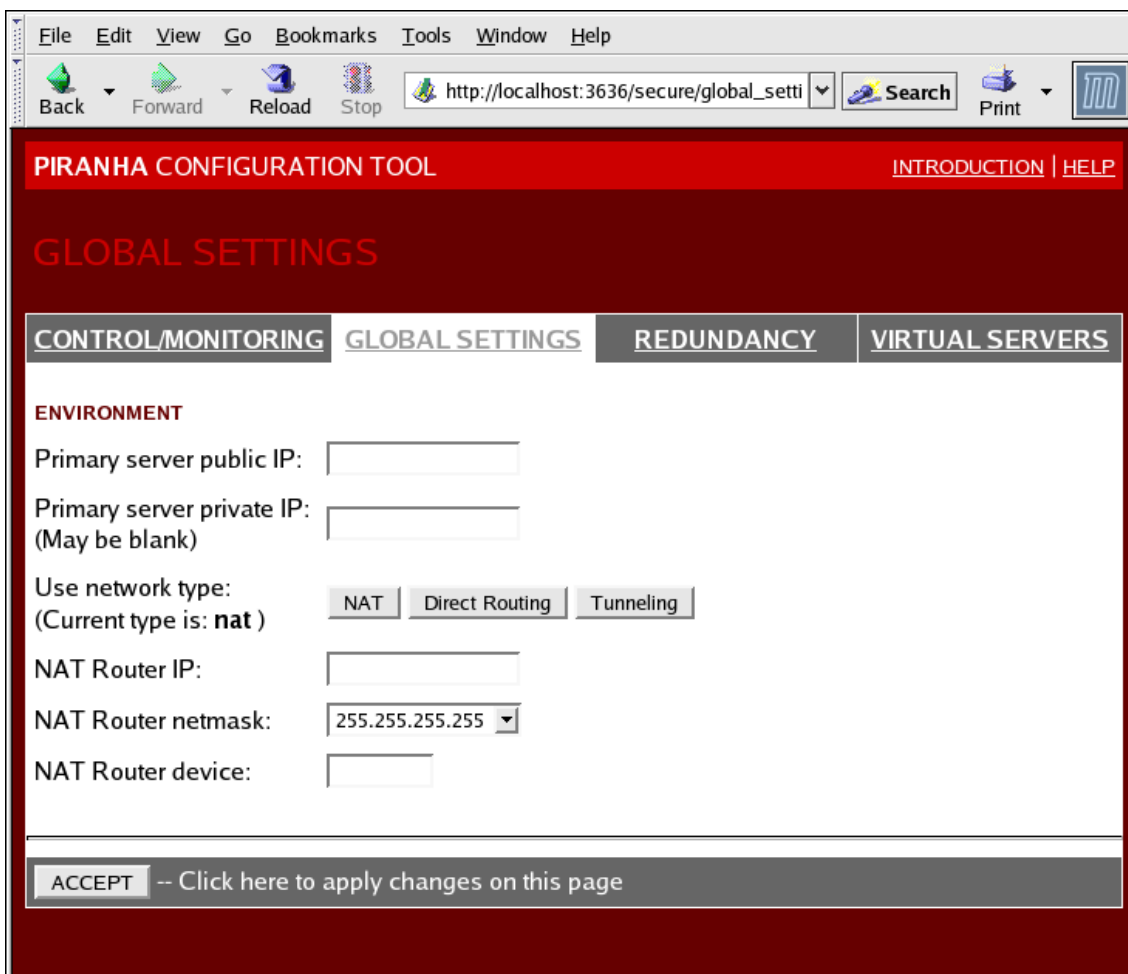 File Edit View Go Bookmarks Tools Window Help
Back Forward Reload Stop http://localhost:3636/secure/global_setti Search Print
PIRANHA CONFIGURATION TOOL INTRODUCTION | HELP
GLOBAL SETTINGS
CONTROL/MONITORING GLOBAL SETTINGS REDUNDANCY VIRTUAL SERVERS
ENVIRONMENT
Primary server public IP:
Primary server private IP:
(May be blank)
Use network type:
(Current type is: nat )
NAT Direct Routing Tunneling
NAT Router IP:
NAT Router netmask: 255.255.255.255
NAT Router device:
ACCEPT -- Click here to apply changes on this page